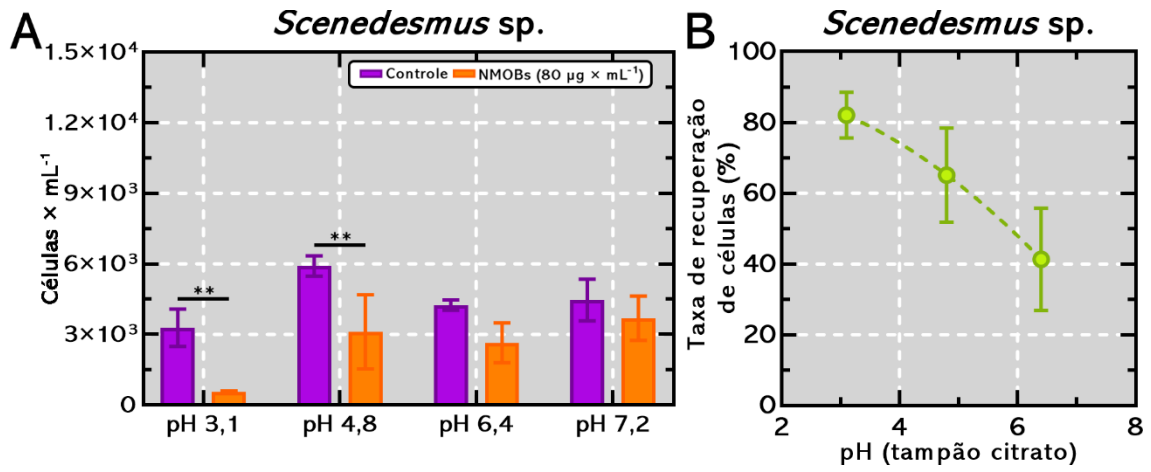 A
Scenedesmus sp.
Células × mL⁻¹
1.5×10⁴
1.2×10⁴
9×10³
6×10³
3×10³
0
Controle
NMOBs (80 µg × mL⁻¹)
**
**
pH 3,1
pH 4,8
pH 6,4
pH 7,2
B
Scenedesmus sp.
Taxa de recuperação
de células (%)
100
80
60
40
20
0
2
4
6
8
pH (tampão citrato)